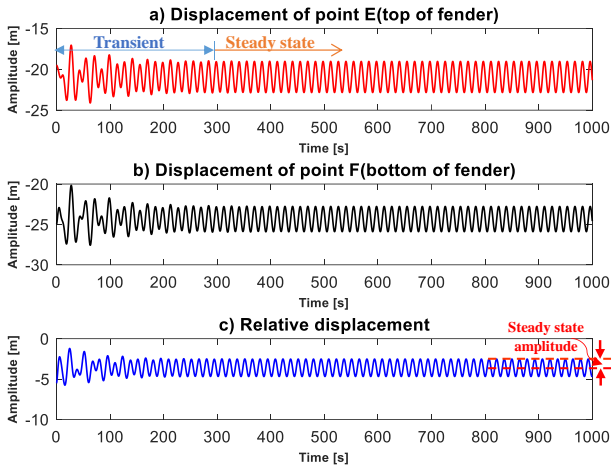 a) Displacement of point E(top of fender)
Amplitude [m]
-15
-20
-25
Transient
Steady state
0 100 200 300 400 500 600 700 800 900 1000
Time [s]
b) Displacement of point F(bottom of fender)
Amplitude [m]
-20
-25
-30
0 100 200 300 400 500 600 700 800 900 1000
Time [s]
c) Relative displacement
Amplitude [m]
0
-5
-10
Steady state
amplitude
0 100 200 300 400 500 600 700 800 900 1000
Time [s]